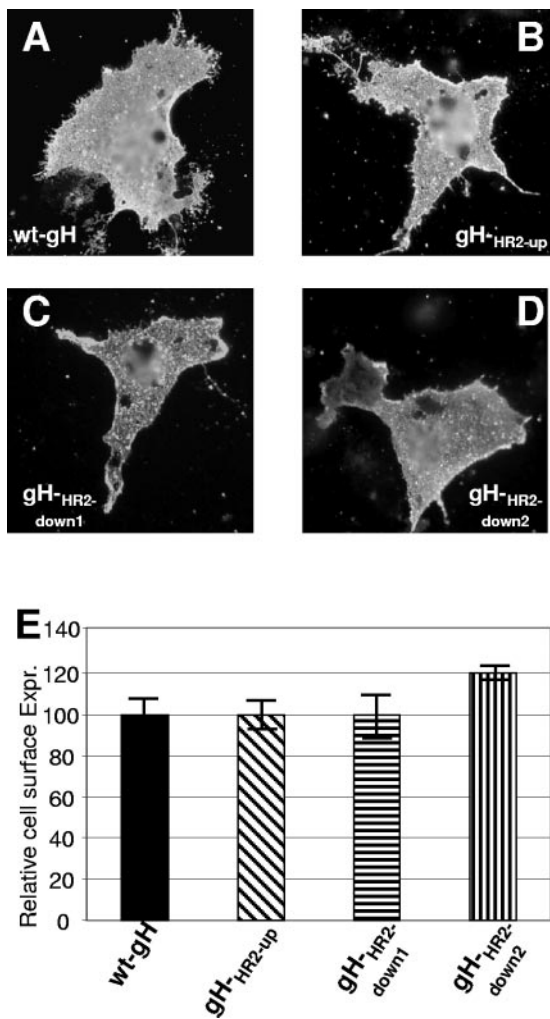 A
wt-gH
B
gH-HR2-up
C
gH-HR2-
down1
D
gH-HR2-
down2
E
Relative cell surface Expr.
140
120
100
80
60
40
20
0
wt-gH
gH-HR2-up
gH-HR2-
down1
gH-HR2-
down2